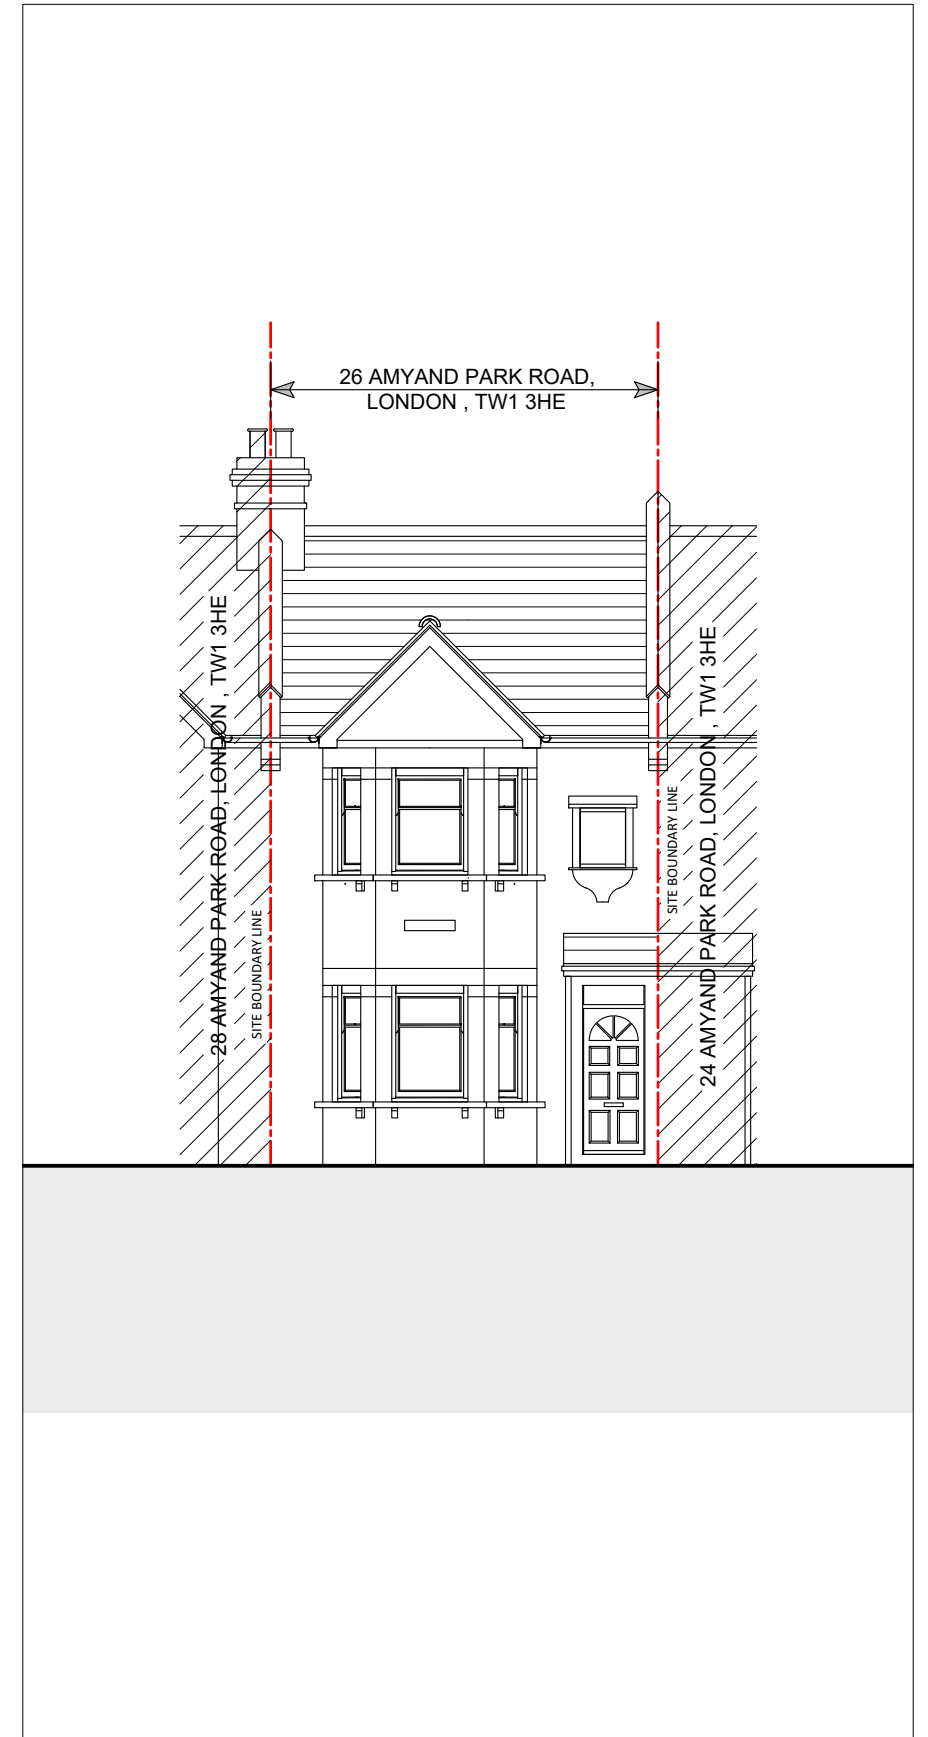 26 AMYAND PARK ROAD,
LONDON , TW1 3HE
28 AMYAND PARK ROAD, LONDON , TW1 3HE
SITE BOUNDARY LINE
SITE BOUNDARY LINE
24 AMYAND PARK ROAD, LONDON , TW1 3HE